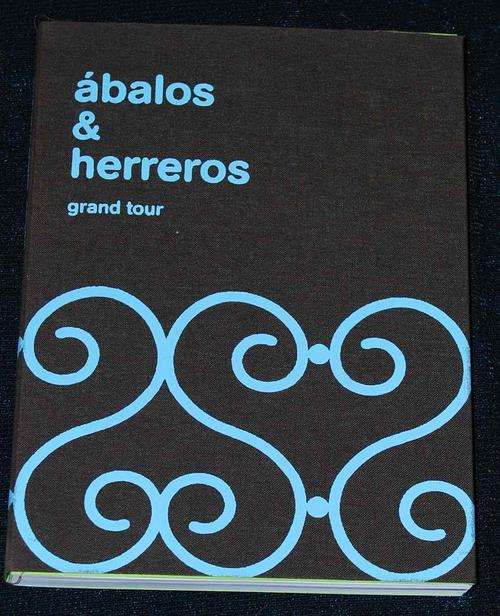 ábalos
&
herreros
grand tour